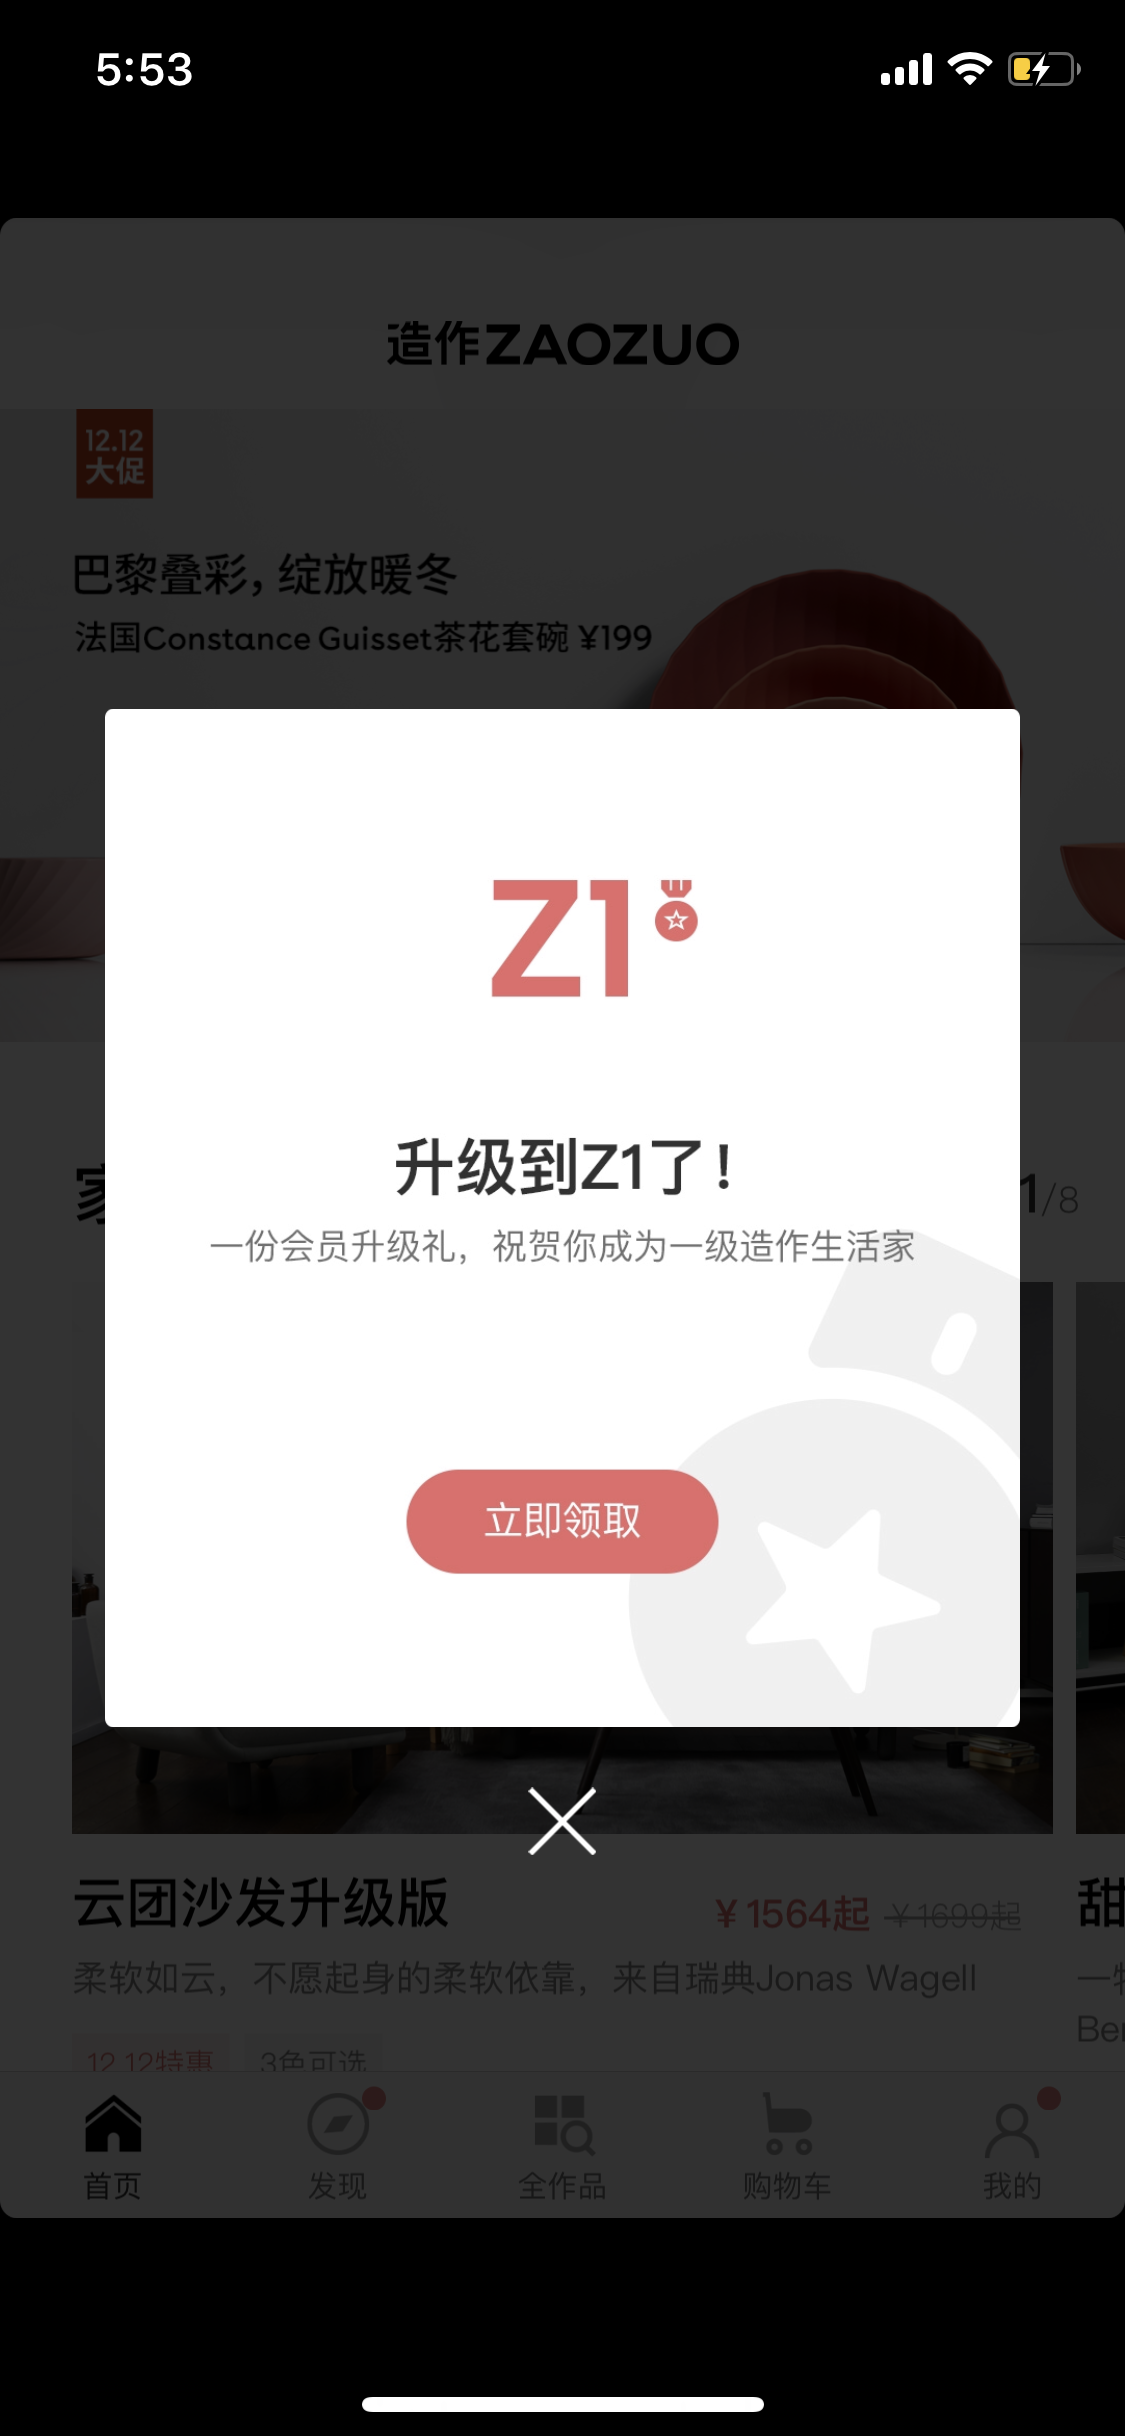 5:53
造作ZAOZUO
12.12
大促
巴黎叠彩，绽放暖冬
法国Constance Guisset茶花套碗 ¥199
Z1
升级到Z1了！
家
1/8
一份会员升级礼，祝贺你成为一级造作生活家
立即领取
云团沙发升级版
¥1564起 ¥1699起
甜
柔软如云，不愿起身的柔软依靠，来自瑞典Jonas Wagell
一
Ber
12.12特惠
3色可选
首页
发现
全作品
购物车
我的